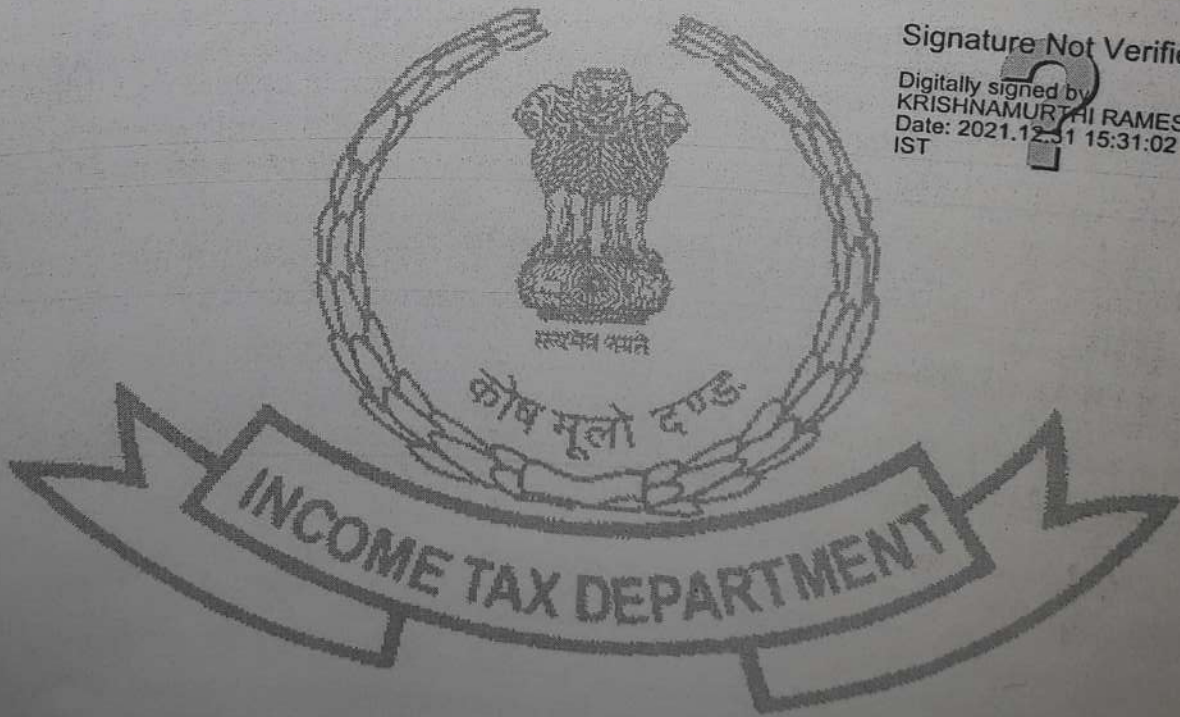 Signature Not Verifie
Digitally signed by
KRISHNAMURTHI RAMES
Date: 2021.12.31 15:31:02
IST
सत्यमेव जयते
कोष मूलो दण्ड
INCOME TAX DEPARTMENT